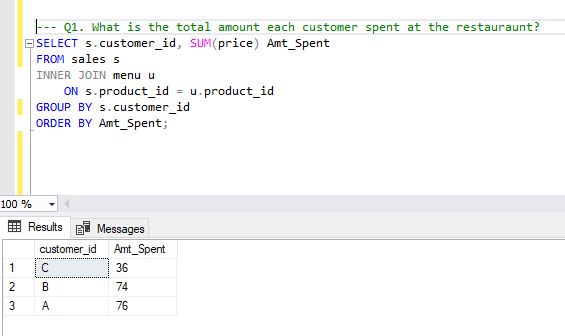 --- Q1. What is the total amount each customer spent at the restauraunt?
SELECT s.customer_id, SUM(price) Amt_Spent
FROM sales s
INNER JOIN menu u
ON s.product_id = u.product_id
GROUP BY s.customer_id
ORDER BY Amt_Spent;
100 %
Results Messages
customer_id Amt_Spent
1 C 36
2 B 74
3 A 76